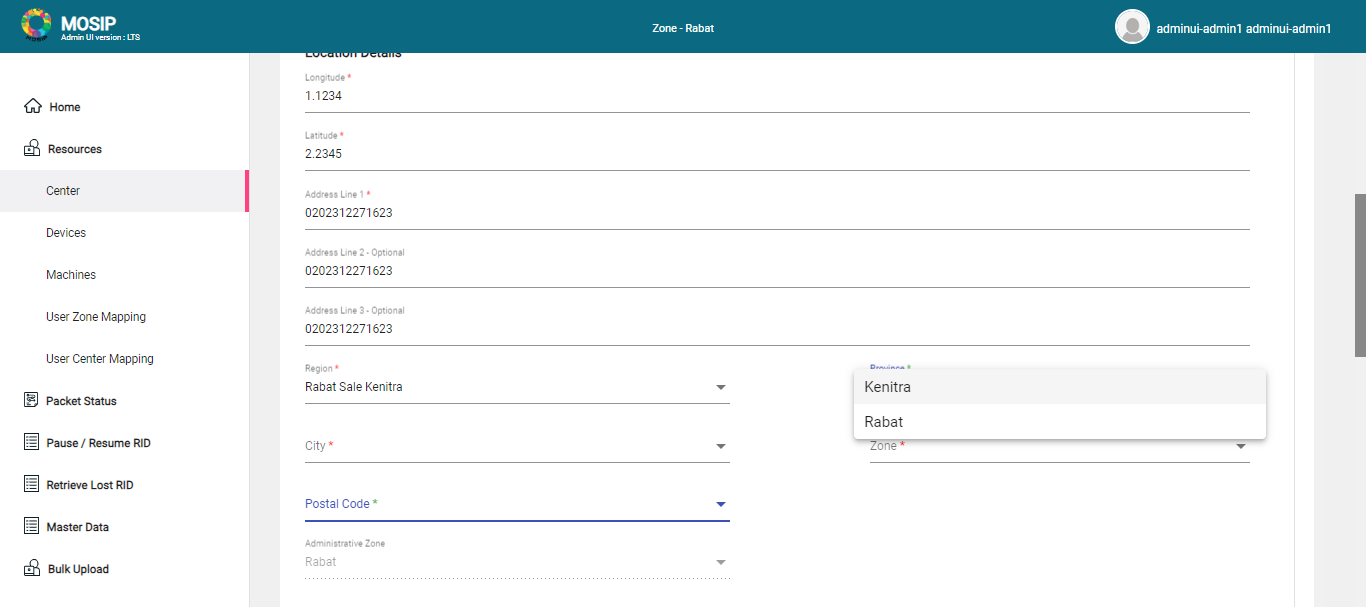 MOSIP
Admin UI version : LTS
Zone - Rabat
adminui-admin1 adminui-admin1
Home
Resources
Center
Devices
Machines
User Zone Mapping
User Center Mapping
Packet Status
Pause / Resume RID
Retrieve Lost RID
Master Data
Bulk Upload
Location Details
Longitude *
1.1234
Latitude *
2.2345
Address Line 1 *
0202312271623
Address Line 2 - Optional
0202312271623
Address Line 3 - Optional
0202312271623
Region *
Rabat Sale Kenitra
Province *
Kenitra
Rabat
City *
Zone *
Postal Code *
Administrative Zone
Rabat